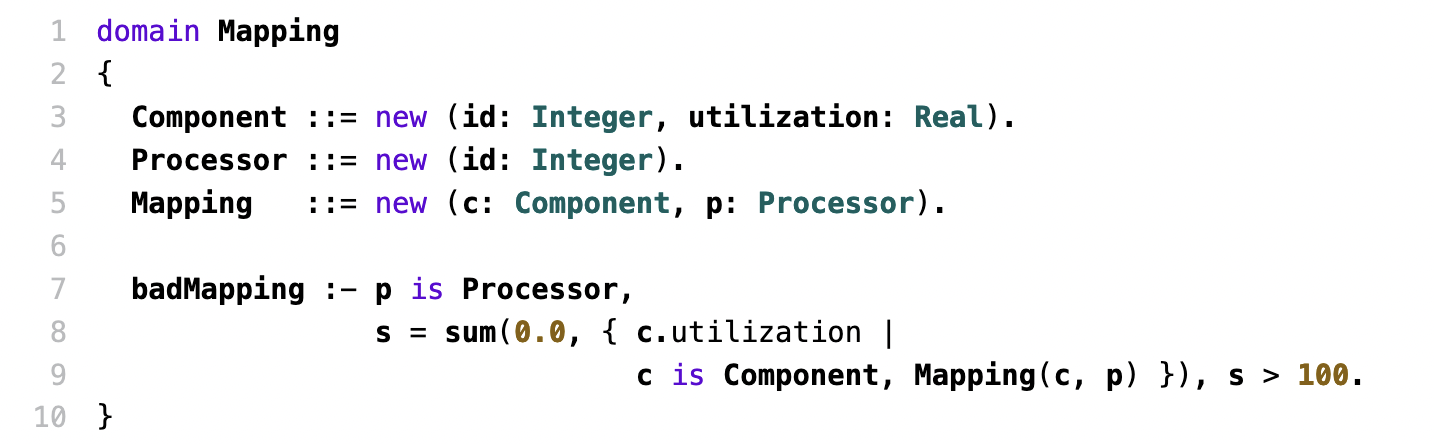 1 domain Mapping
2 {
3   Component ::= new (id: Integer, utilization: Real).
4   Processor ::= new (id: Integer).
5   Mapping   ::= new (c: Component, p: Processor).
6
7   badMapping :- p is Processor,
8                 s = sum(0.0, { c.utilization |
9                                c is Component, Mapping(c, p) }), s > 100.
10 }